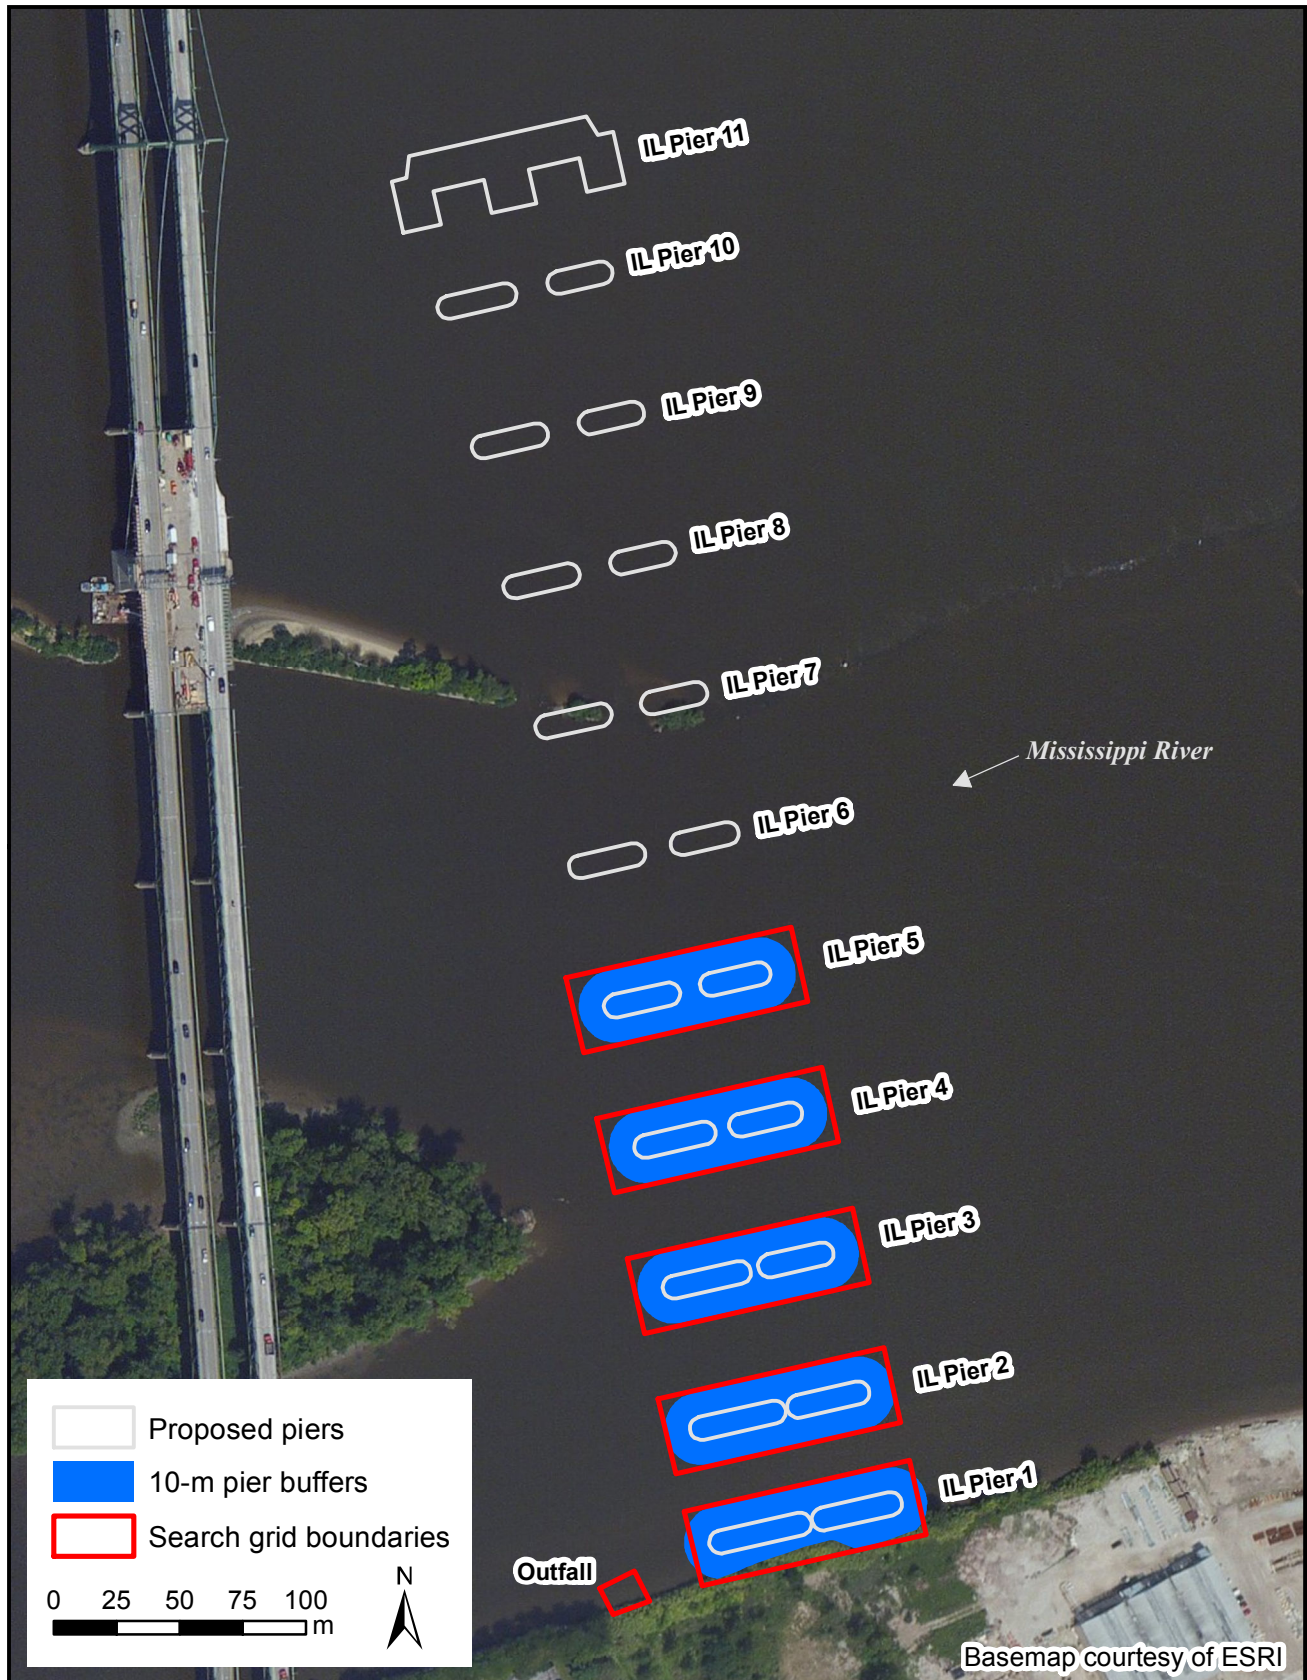 IL Pier 11
IL Pier 10
IL Pier 9
IL Pier 8
IL Pier 7
Mississippi River
IL Pier 6
IL Pier 5
IL Pier 4
IL Pier 3
IL Pier 2
IL Pier 1
Outfall
Proposed piers
10-m pier buffers
Search grid boundaries
N
0 25 50 75 100
m
Basemap courtesy of ESRI